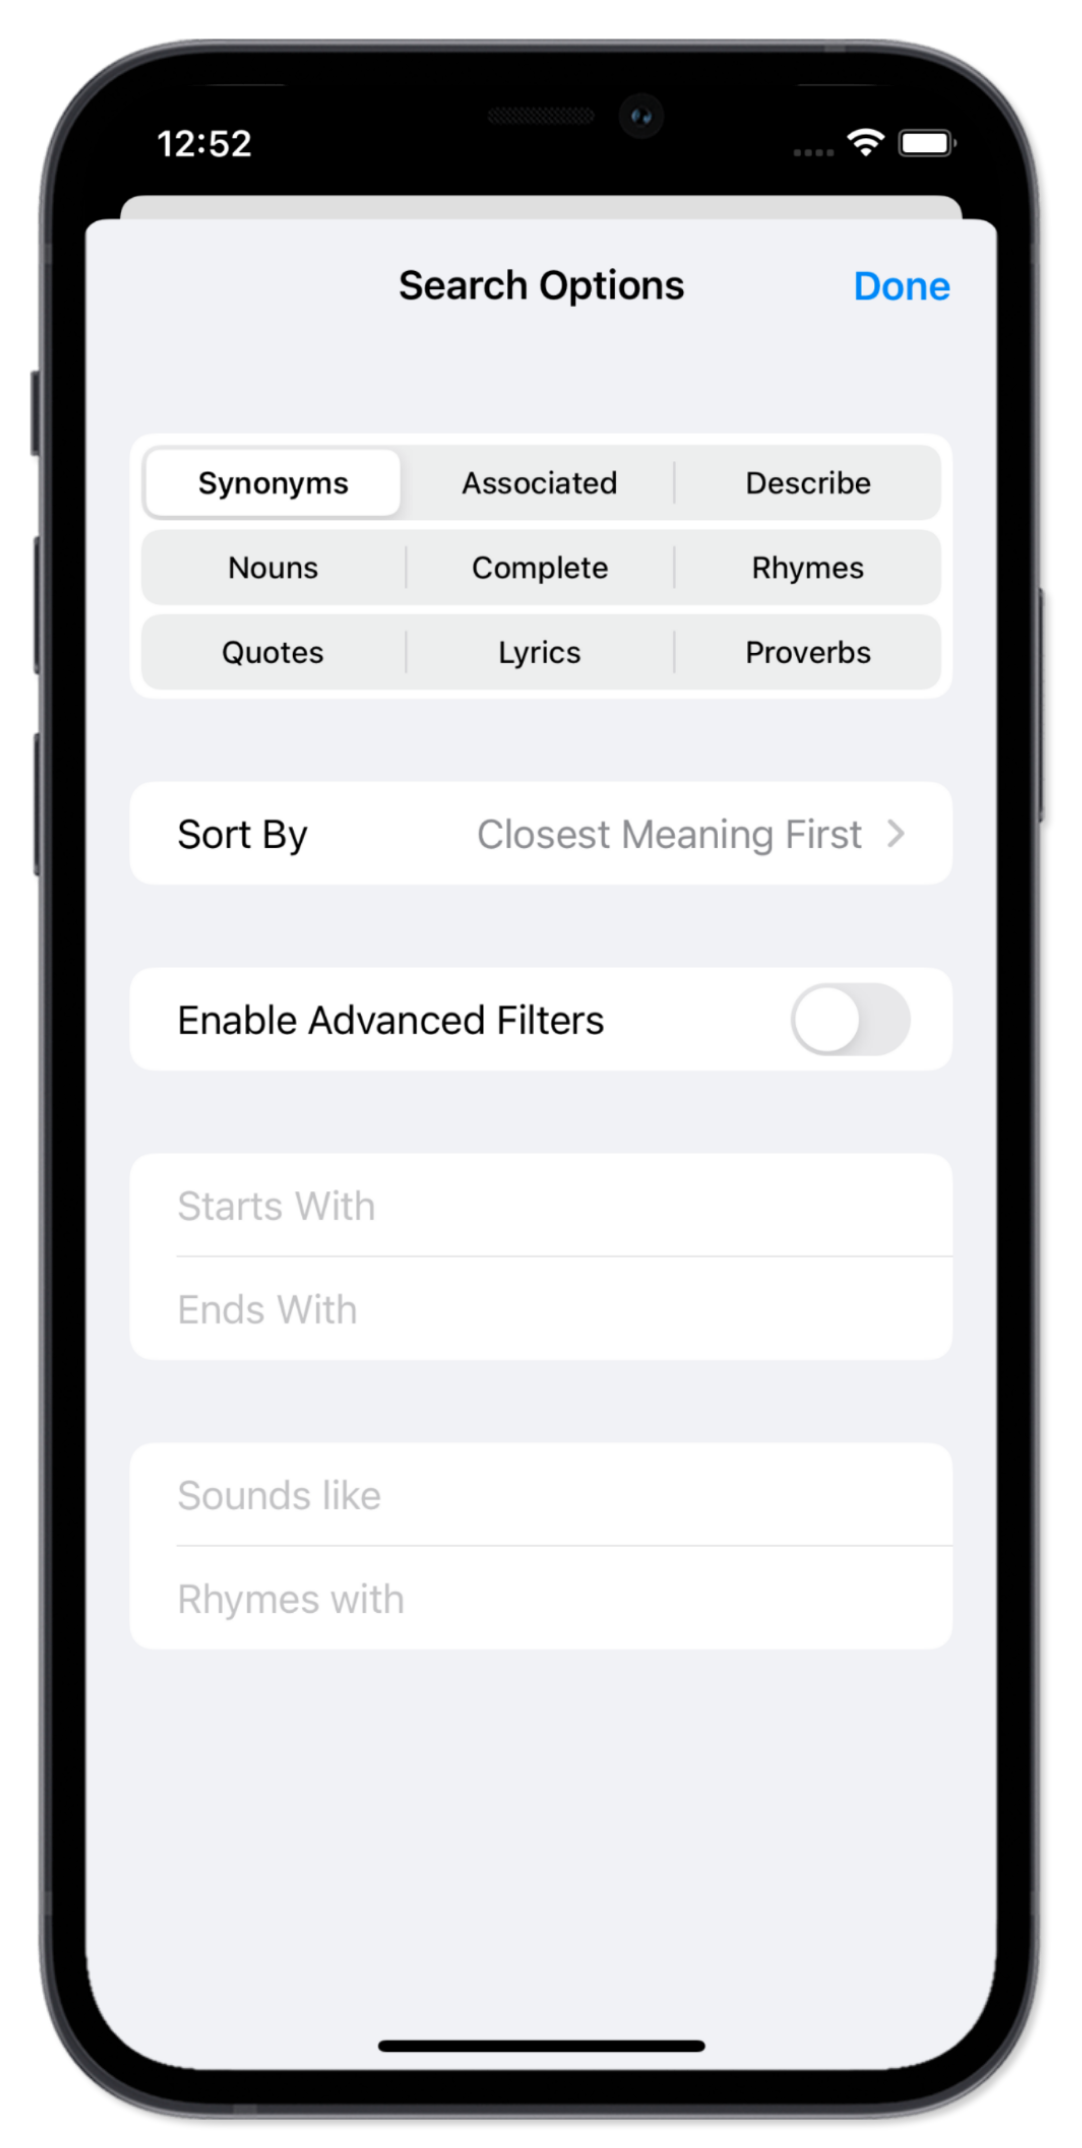 12:52
Search Options Done
Synonyms Associated Describe
Nouns Complete Rhymes
Quotes Lyrics Proverbs
Sort By Closest Meaning First
Enable Advanced Filters
Starts With
Ends With
Sounds like
Rhymes with